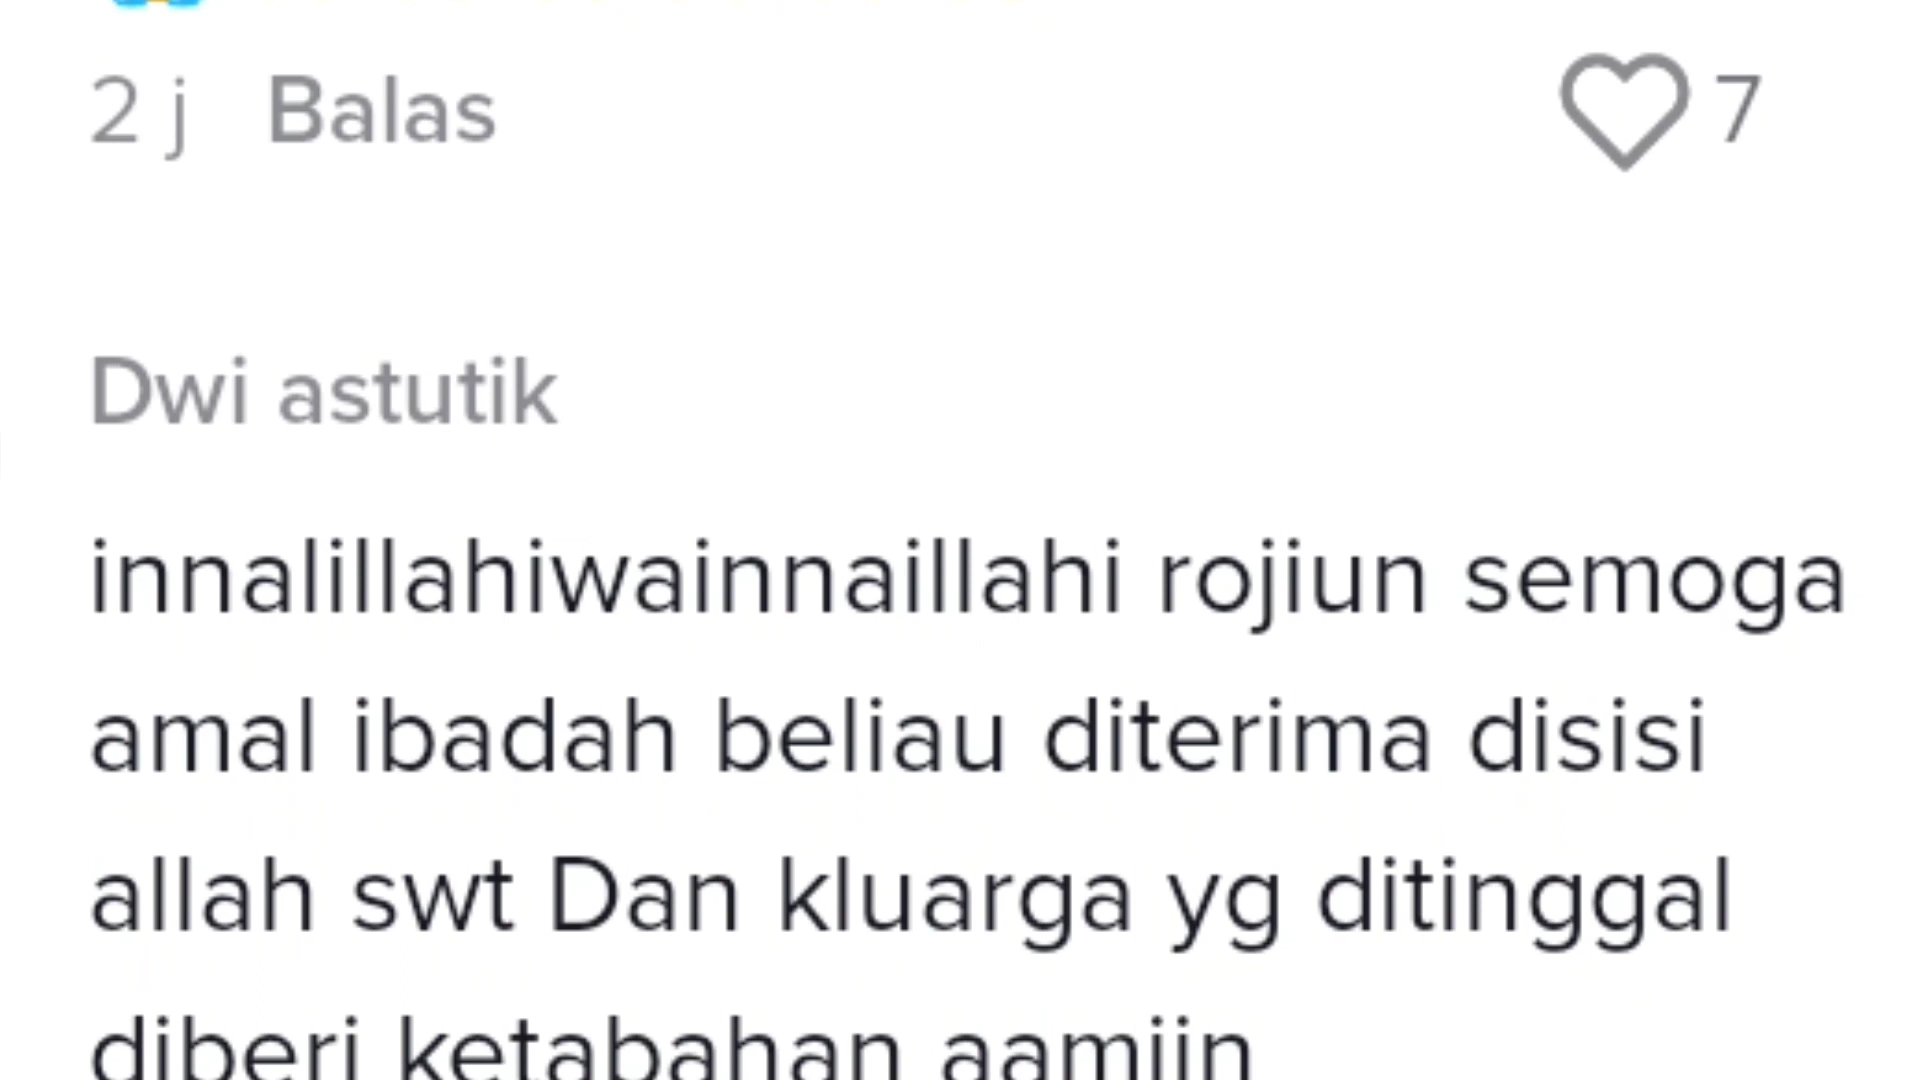 2 j Balas 7
Dwi astutik
innalillahiwainnaillahi rojiun semoga
amal ibadah beliau diterima disisi
allah swt Dan kluarga yg ditinggal
diberi ketabahan aamiin